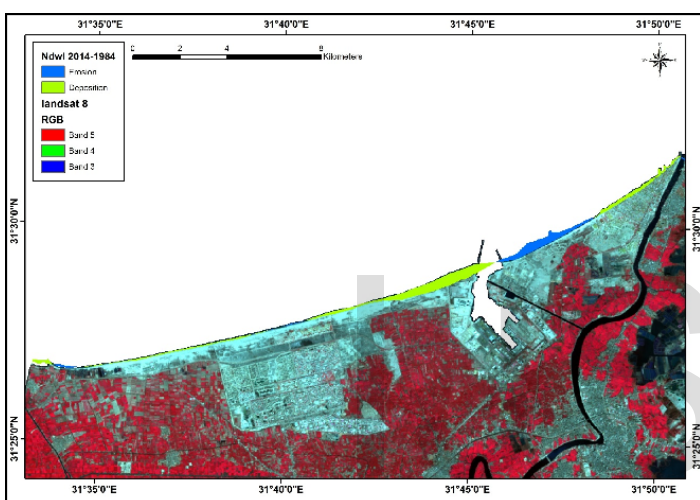 31°35'0"E 31°40'0"E 31°45'0"E 31°50'0"E
Ndwi 2014-1984
Erosion
Deposition
landsat 8
RGB
Band 5
Band 4
Band 3
0 2 4 8
Kilometers
31°30'0"N
31°30'0"N
31°25'0"N
31°25'0"N
31°35'0"E 31°40'0"E 31°45'0"E 31°50'0"E